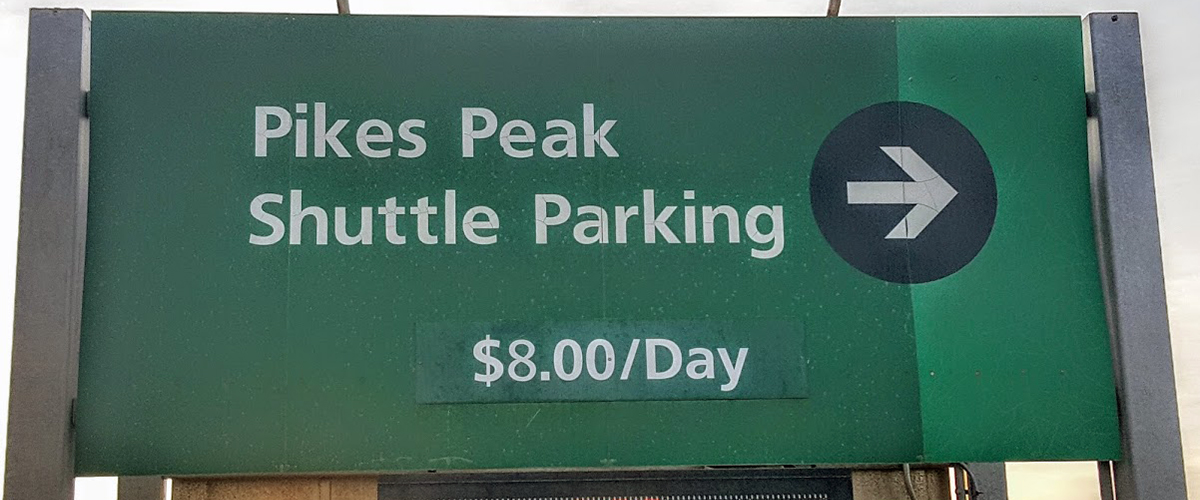 Pikes Peak
Shuttle Parking
$8.00/Day